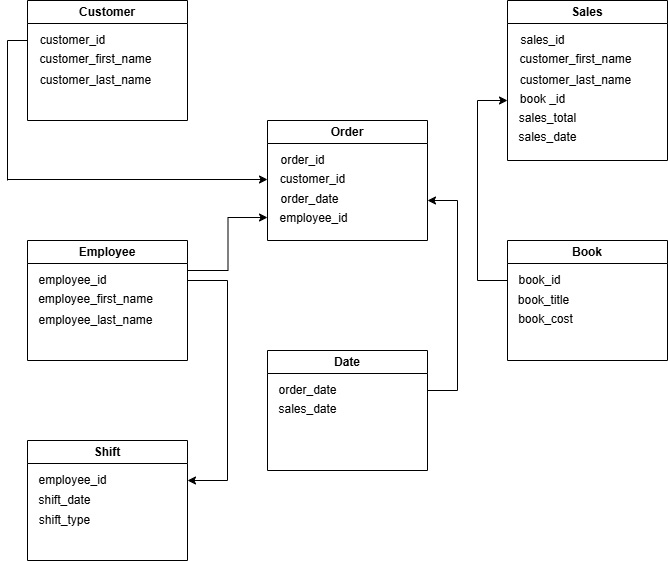 Customer
customer_id
customer_first_name
customer_last_name
Sales
sales_id
customer_first_name
customer_last_name
book _id
sales_total
sales_date
Order
order_id
customer_id
order_date
employee_id
Employee
employee_id
employee_first_name
employee_last_name
Book
book_id
book_title
book_cost
Date
order_date
sales_date
Shift
employee_id
shift_date
shift_type